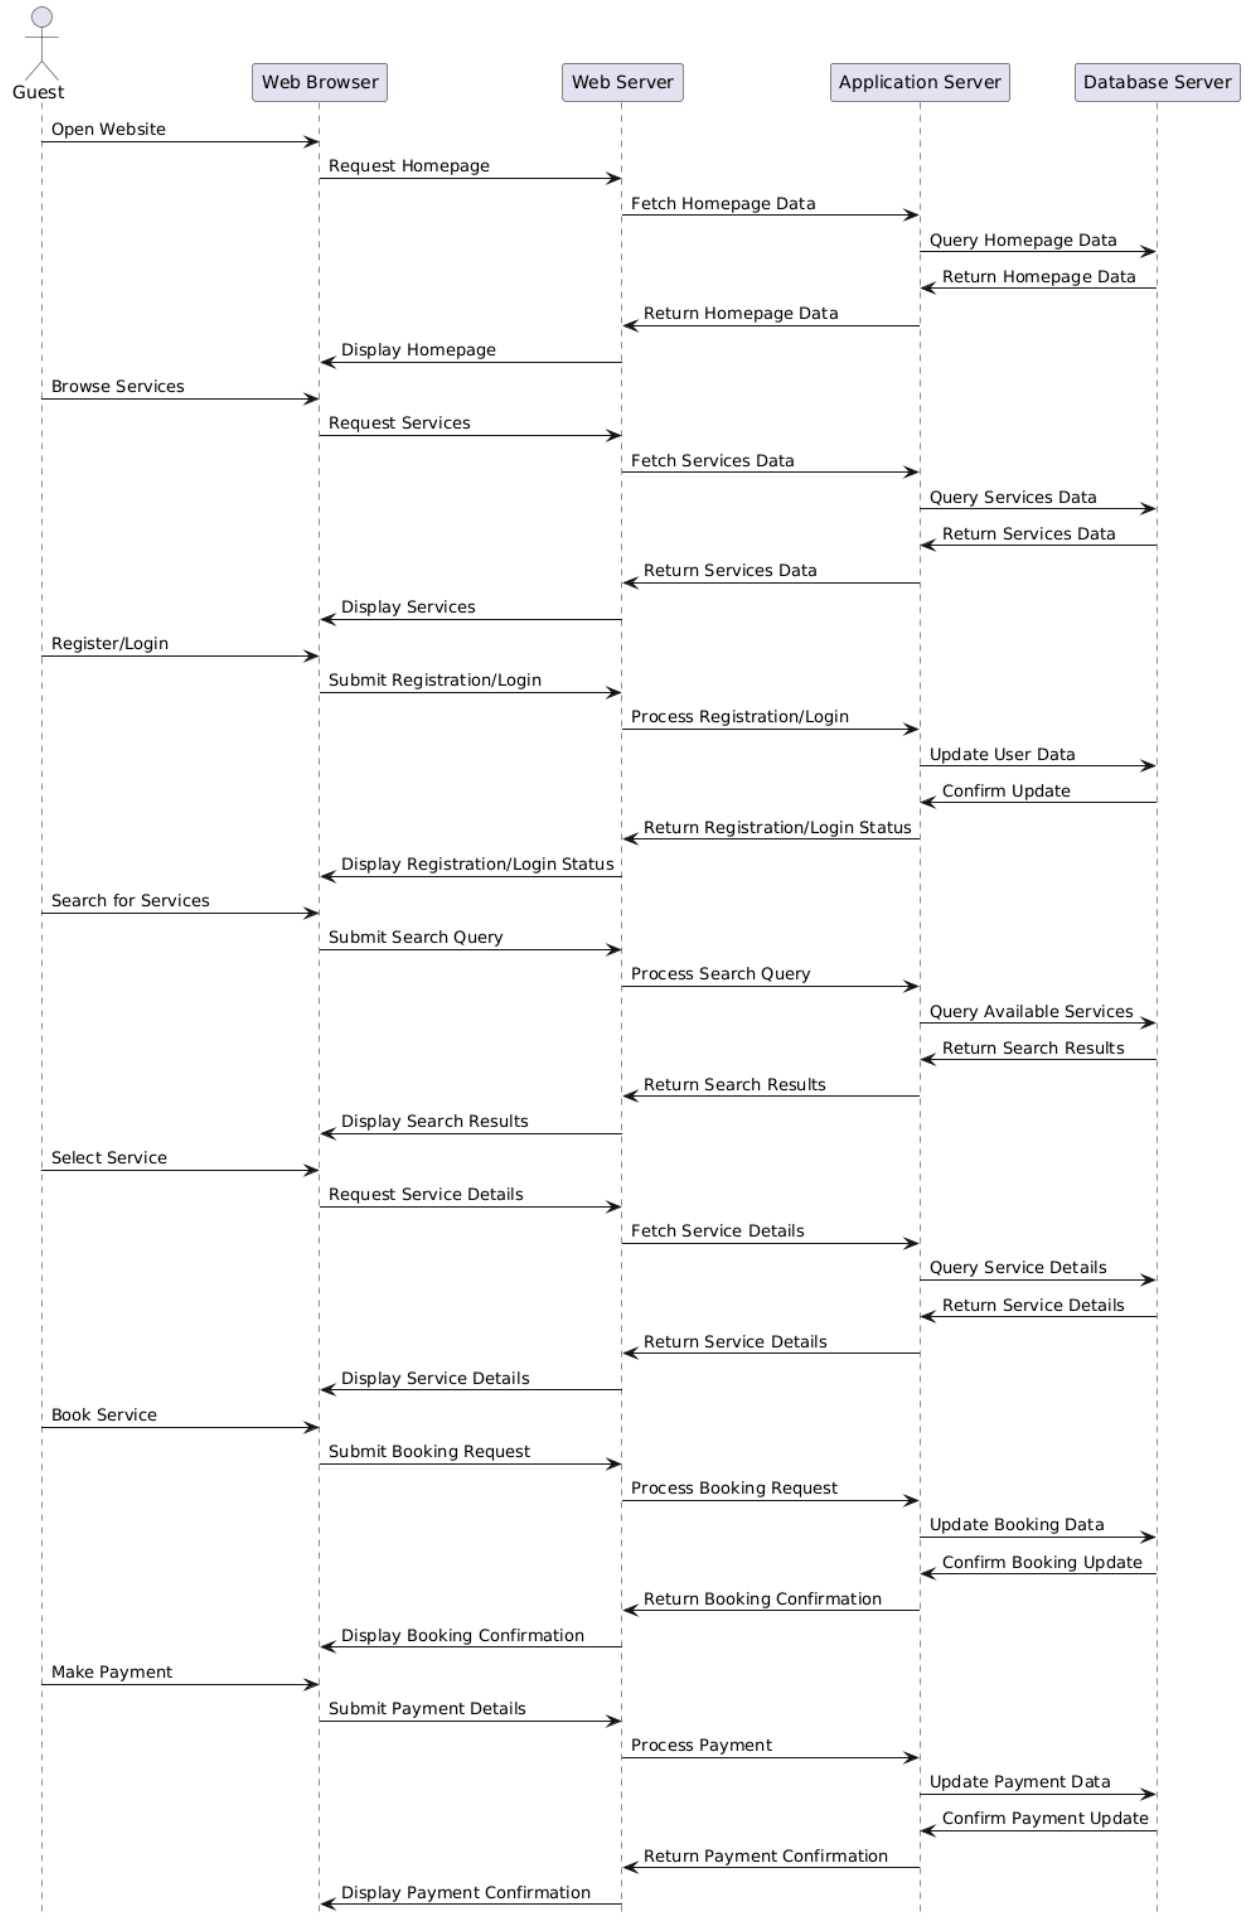 Guest
Web Browser
Web Server
Application Server
Database Server
Open Website
Request Homepage
Fetch Homepage Data
Query Homepage Data
Return Homepage Data
Return Homepage Data
Display Homepage
Browse Services
Request Services
Fetch Services Data
Query Services Data
Return Services Data
Return Services Data
Display Services
Register/Login
Submit Registration/Login
Process Registration/Login
Update User Data
Confirm Update
Return Registration/Login Status
Display Registration/Login Status
Search for Services
Submit Search Query
Process Search Query
Query Available Services
Return Search Results
Return Search Results
Display Search Results
Select Service
Request Service Details
Fetch Service Details
Query Service Details
Return Service Details
Return Service Details
Display Service Details
Book Service
Submit Booking Request
Process Booking Request
Update Booking Data
Confirm Booking Update
Return Booking Confirmation
Display Booking Confirmation
Make Payment
Submit Payment Details
Process Payment
Update Payment Data
Confirm Payment Update
Return Payment Confirmation
Display Payment Confirmation